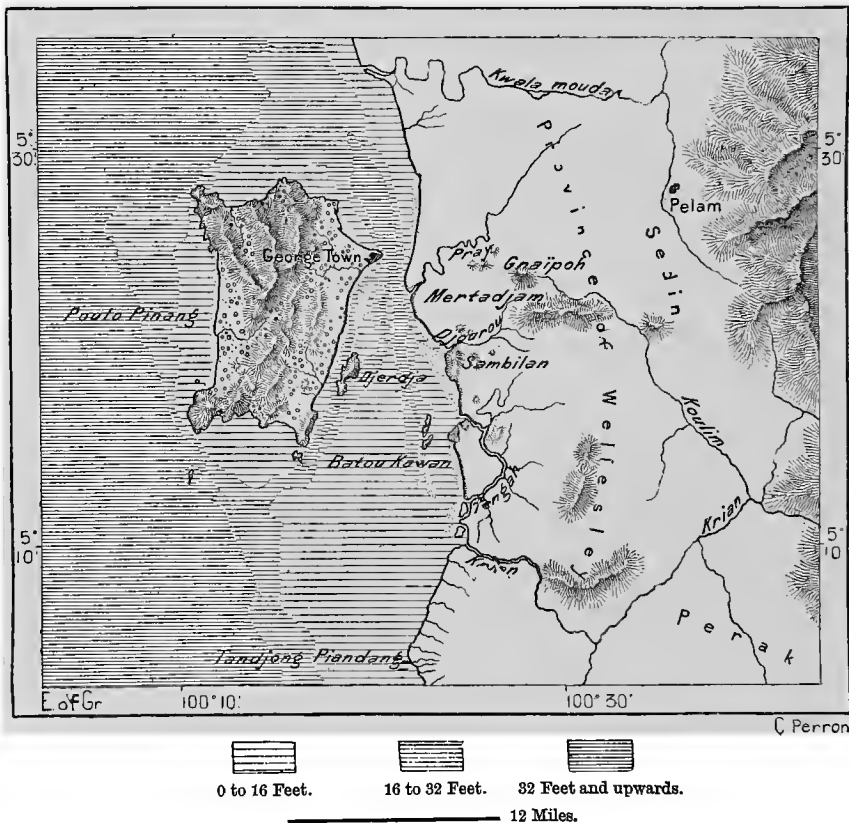 Kwala moudar
5°
30'
5°
30'
Province of Wellesley
Pelam
Sedin
George Town
Pray
Gnaïpoh
Mertadjam
Poulo Pinang
Djourou
Sambilan
Djerdja
Koulim
Batou Kawan
Krian
5°
10'
5°
10'
Krian
Perak
Tandjong Piandang
E. of Gr
100° 10'
100° 30'
C Perron
0 to 16 Feet.
16 to 32 Feet.
32 Feet and upwards.
12 Miles.